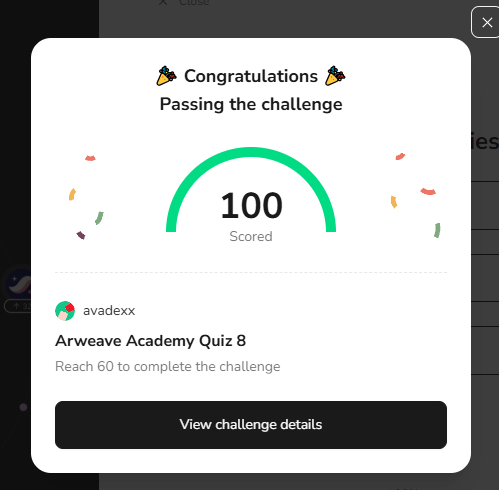 Close
🎉 Congratulations 🎉
Passing the challenge
ies
100
Scored
avadexx
Arweave Academy Quiz 8
Reach 60 to complete the challenge
View challenge details